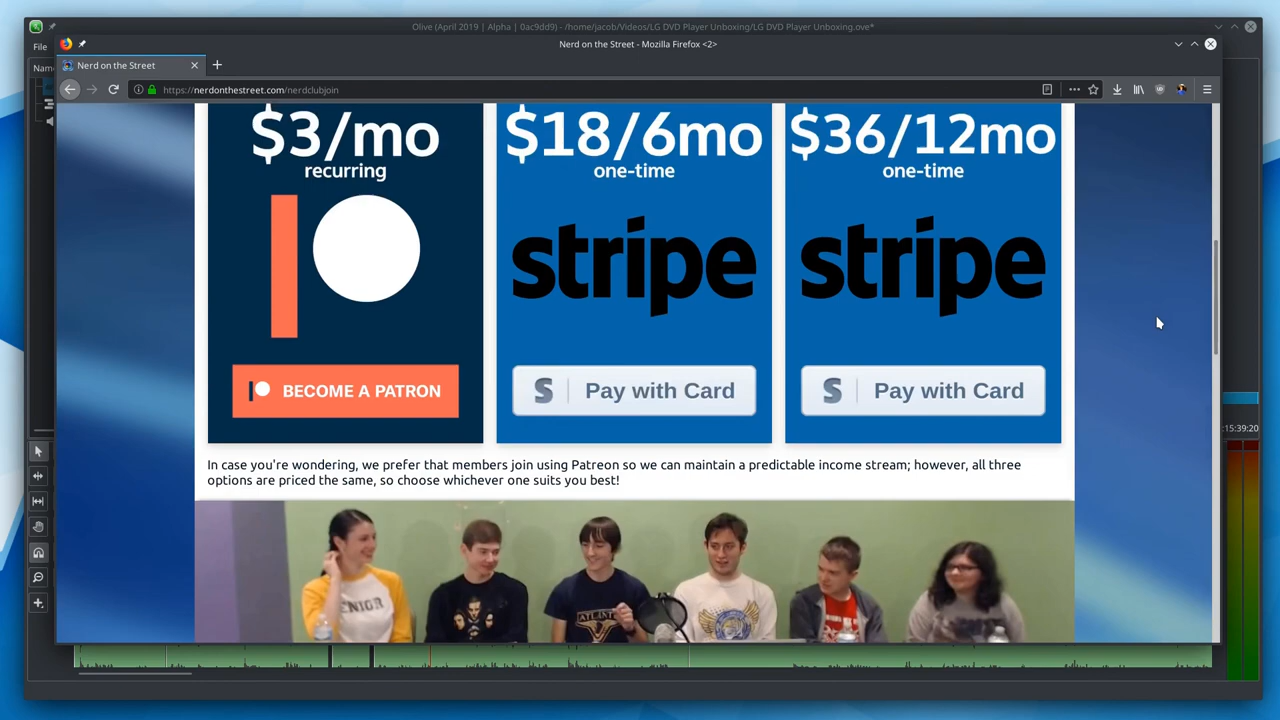 Olive (April 2019 | Alpha | 0ac9dd9) - /home/jacob/Videos/LG DVD Player Unboxing/LG DVD Player Unboxing.ove*
File
Nerd on the Street - Mozilla Firefox <2>
Nerd on the Street
https://nerdonthestreet.com/nerdclubjoin
$3/mo
recurring
BECOME A PATRON
$18/6mo
one-time
stripe
Pay with Card
$36/12mo
one-time
stripe
Pay with Card
In case you're wondering, we prefer that members join using Patreon so we can maintain a predictable income stream; however, all three
options are priced the same, so choose whichever one suits you best!
:15:39:20